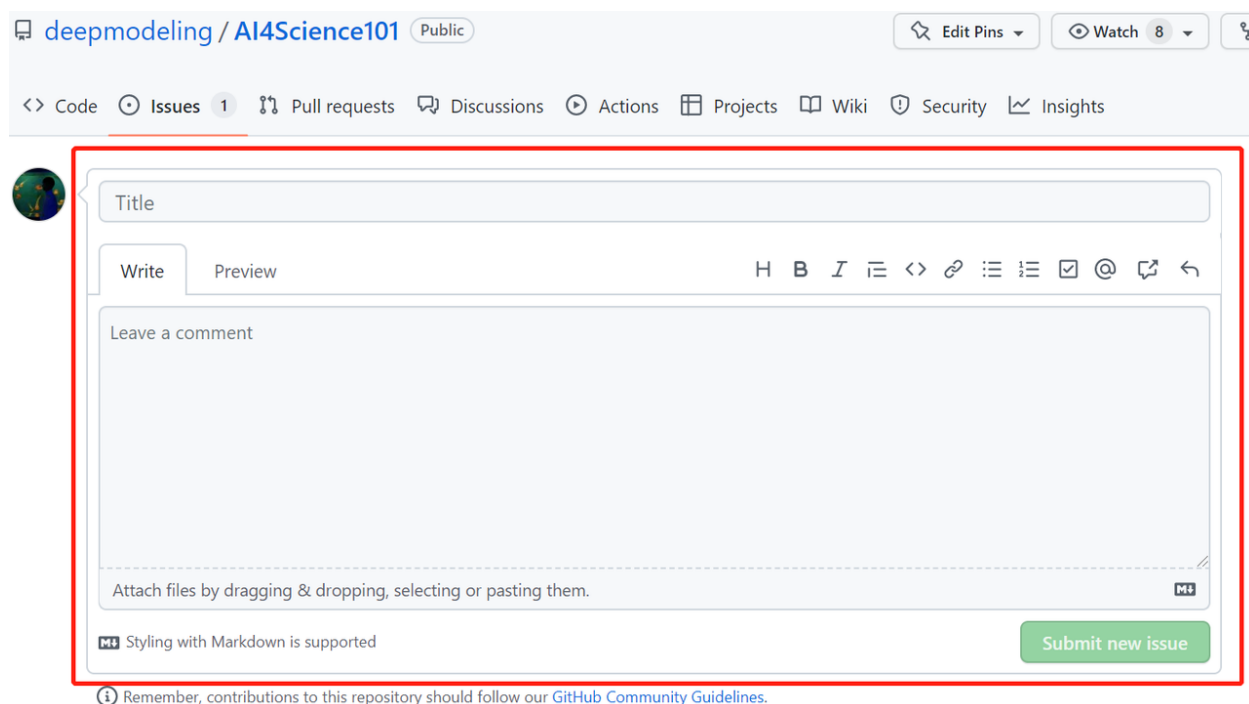 deepmodeling / AI4Science101 Public Edit Pins Watch 8
Code Issues 1 Pull requests Discussions Actions Projects Wiki Security Insights
Title
Write Preview H B I @
Leave a comment
Attach files by dragging & dropping, selecting or pasting them.
Styling with Markdown is supported
Submit new issue
Remember, contributions to this repository should follow our GitHub Community Guidelines.